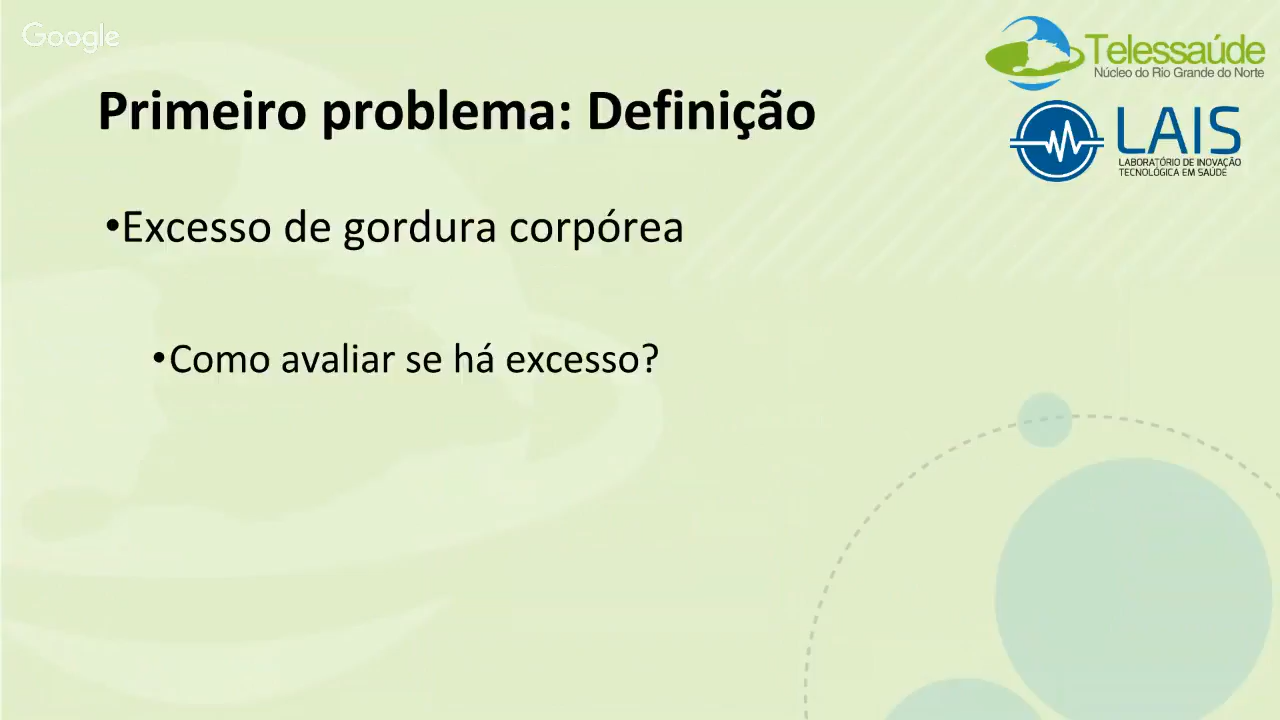 Google
Telessaúde
Núcleo do Rio Grande do Norte
Primeiro problema: Definição
LAIS
LABORATÓRIO DE INOVAÇÃO
TECNOLÓGICA EM SAÚDE
•Excesso de gordura corpórea
•Como avaliar se há excesso?